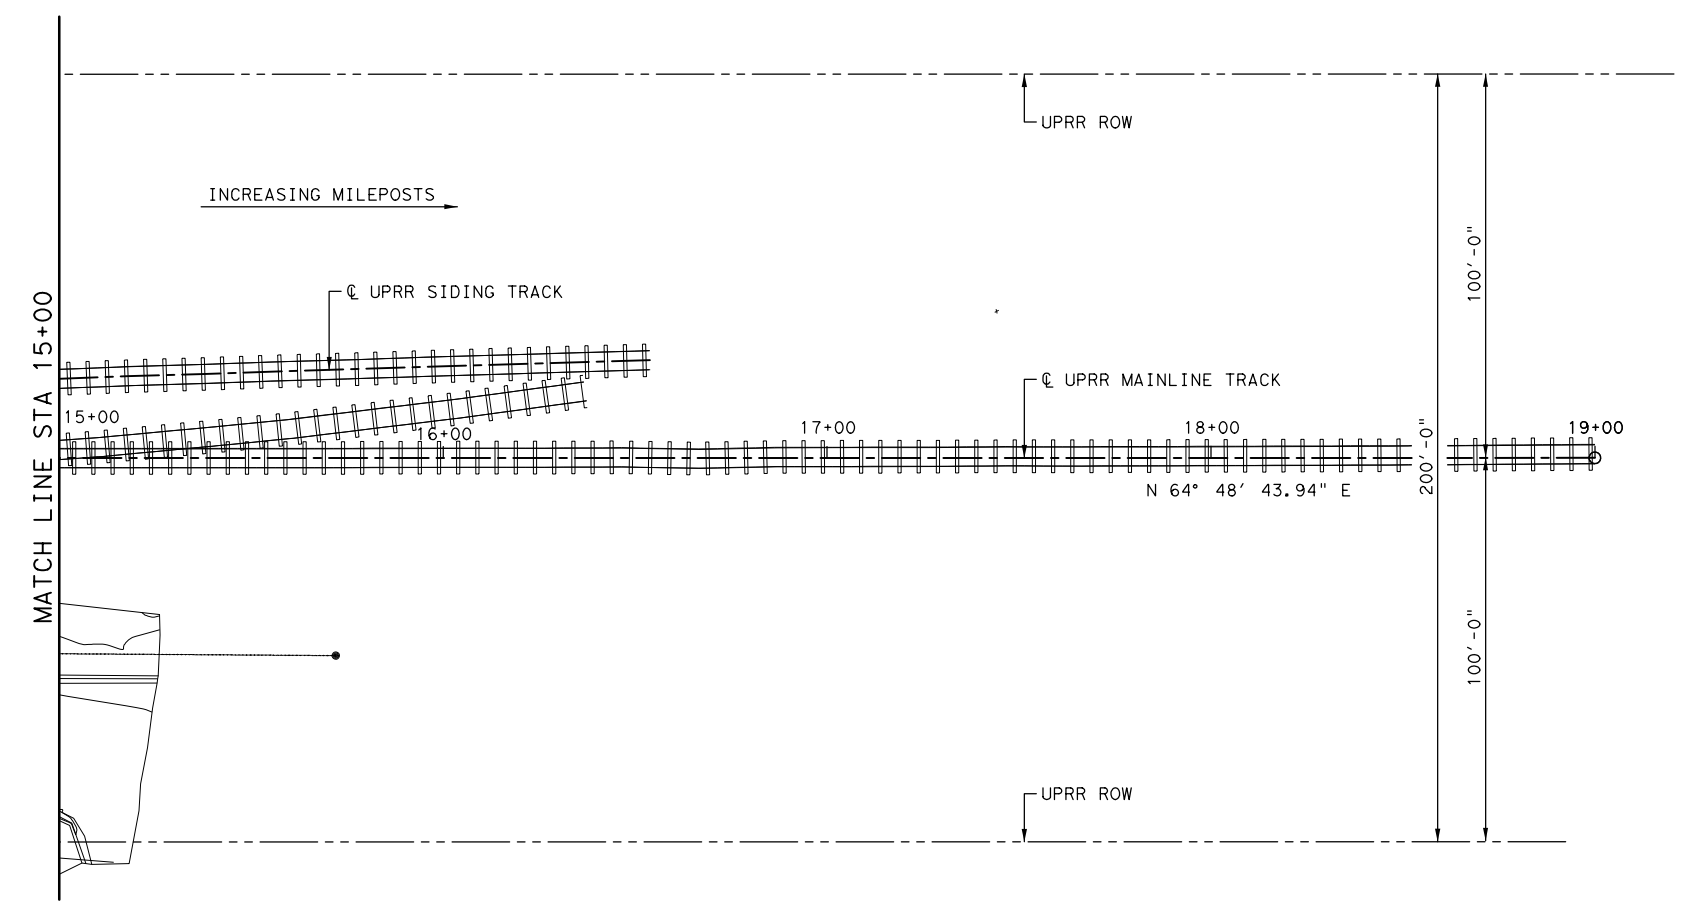 UPRR ROW
INCREASING MILEPOSTS
100'-0"
℄ UPRR SIDING TRACK
MATCH LINE STA 15+00
℄ UPRR MAINLINE TRACK
15+00
16+00
17+00
18+00
19+00
200'-0"
N 64° 48' 43.94" E
100'-0"
UPRR ROW